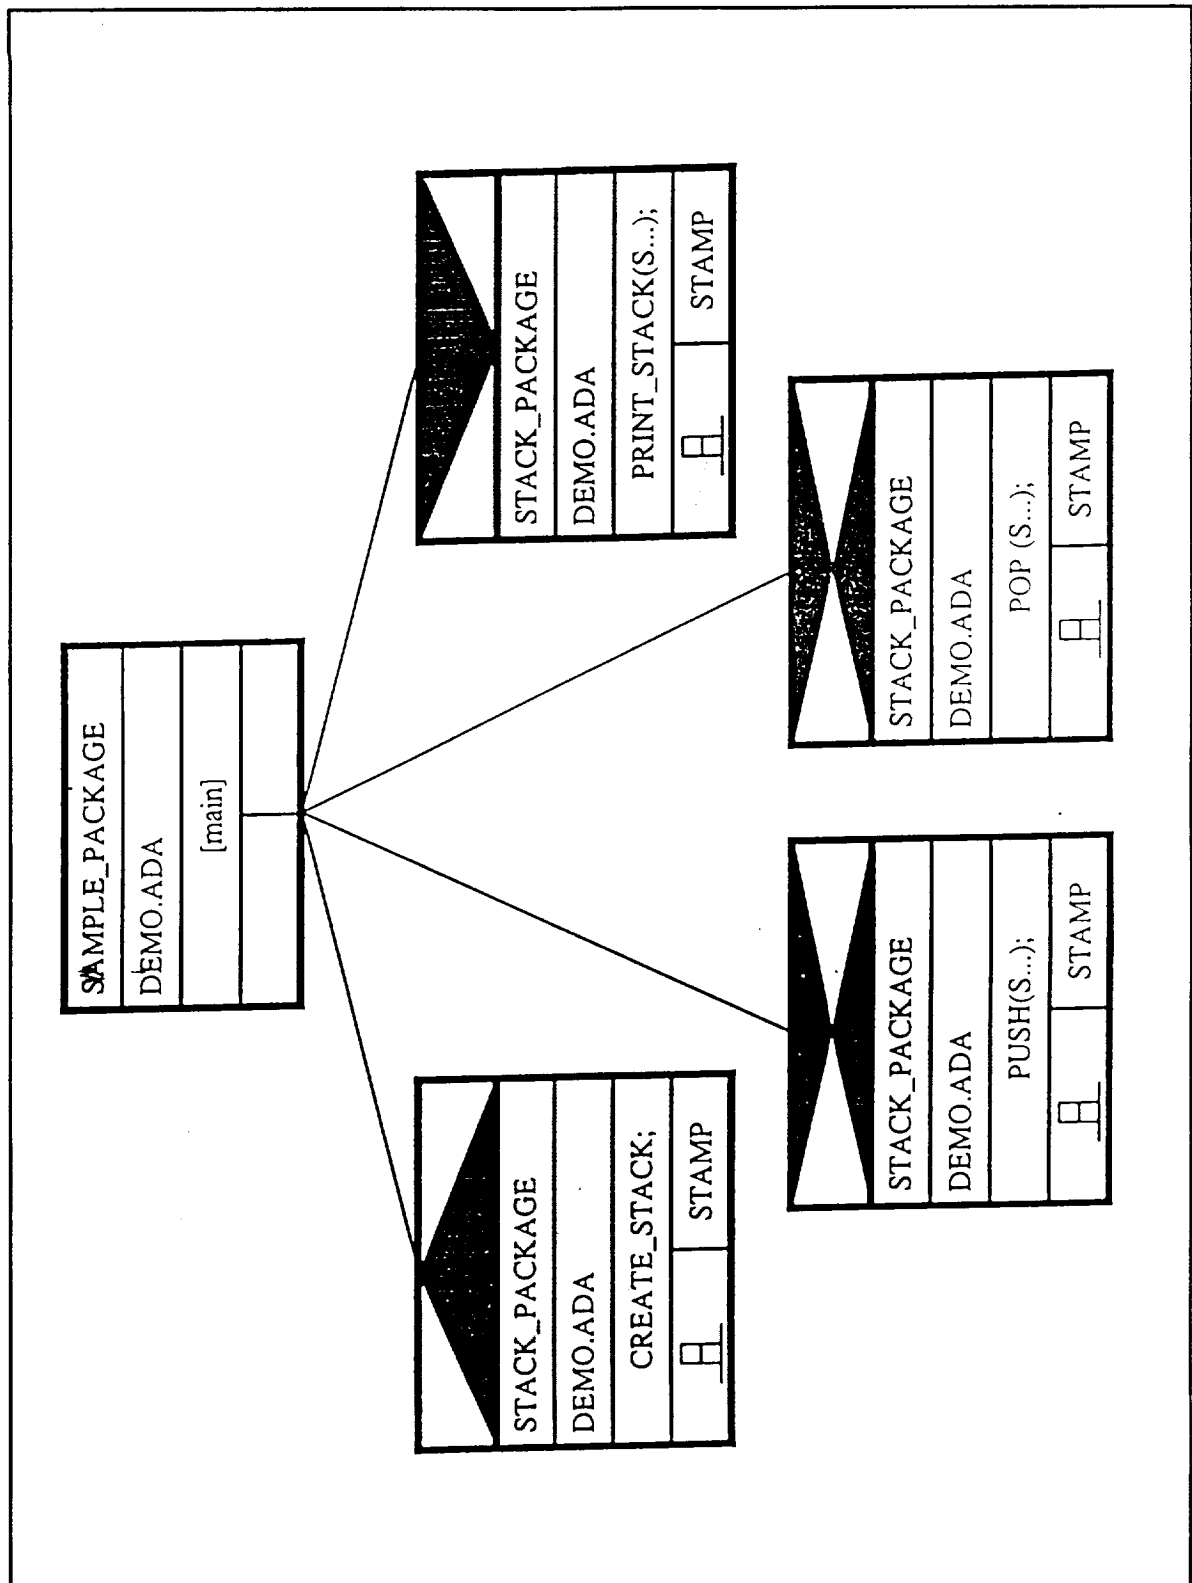 SAMPLE_PACKAGE
DEMO.ADA
[main]
STACK_PACKAGE
DEMO.ADA
CREATE_STACK;
STAMP
STACK_PACKAGE
DEMO.ADA
PUSH(S...);
STAMP
STACK_PACKAGE
DEMO.ADA
POP (S...);
STAMP
STACK_PACKAGE
DEMO.ADA
PRINT_STACK(S...);
STAMP